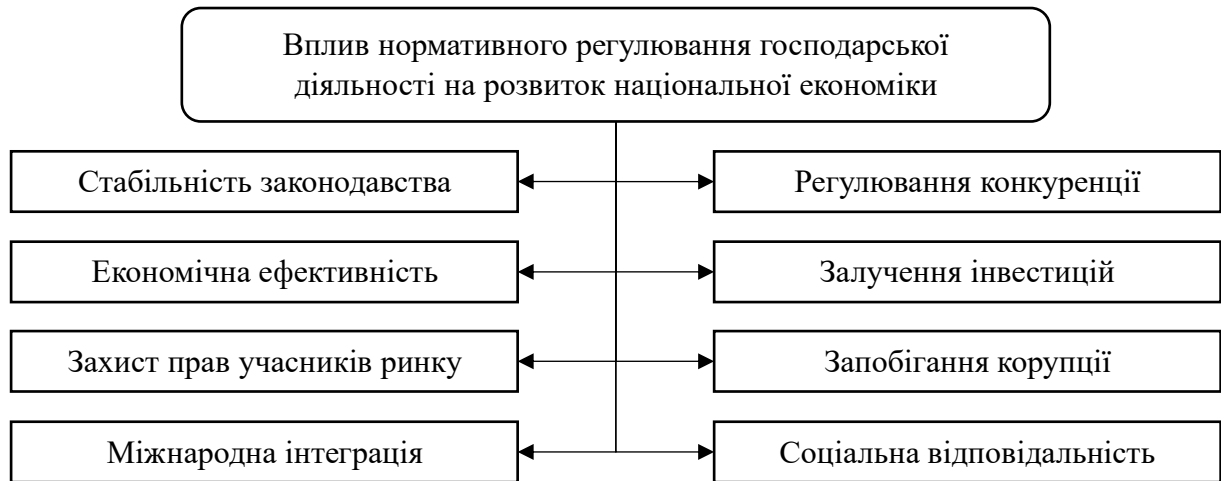 Вплив нормативного регулювання господарської
діяльності на розвиток національної економіки
Стабільність законодавства
Регулювання конкуренції
Економічна ефективність
Залучення інвестицій
Захист прав учасників ринку
Запобігання корупції
Міжнародна інтеграція
Соціальна відповідальність